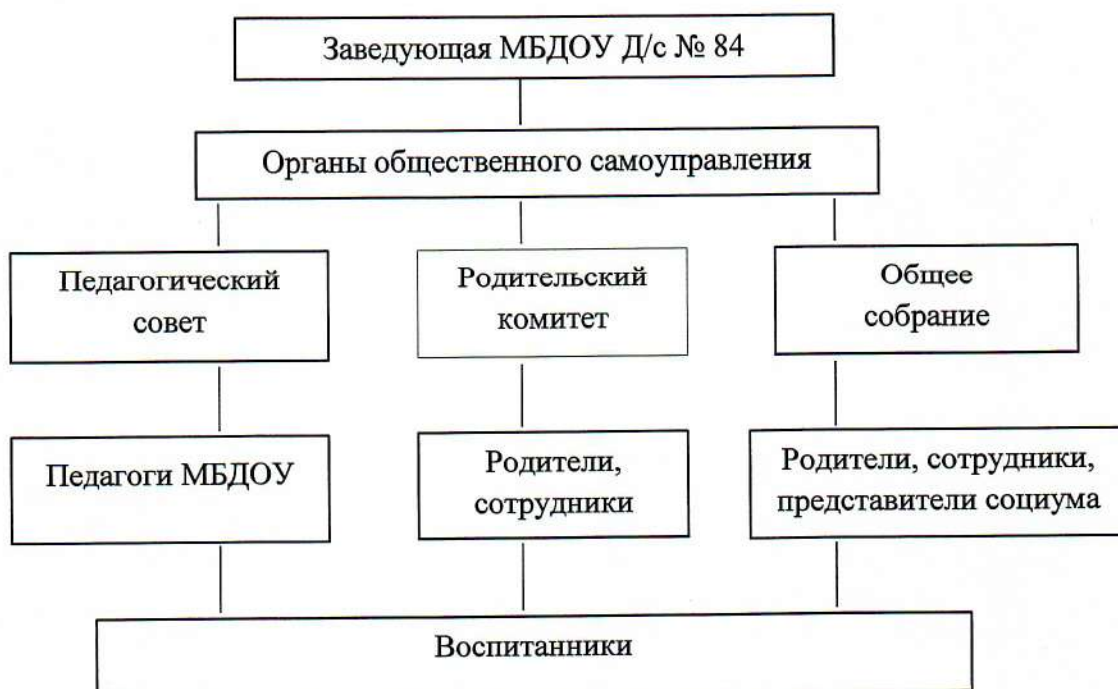 Заведующая МБДОУ Д/с № 84
Органы общественного самоуправления
Педагогический
совет
Родительский
комитет
Общее
собрание
Педагоги МБДОУ
Родители,
сотрудники
Родители, сотрудники,
представители социума
Воспитанники